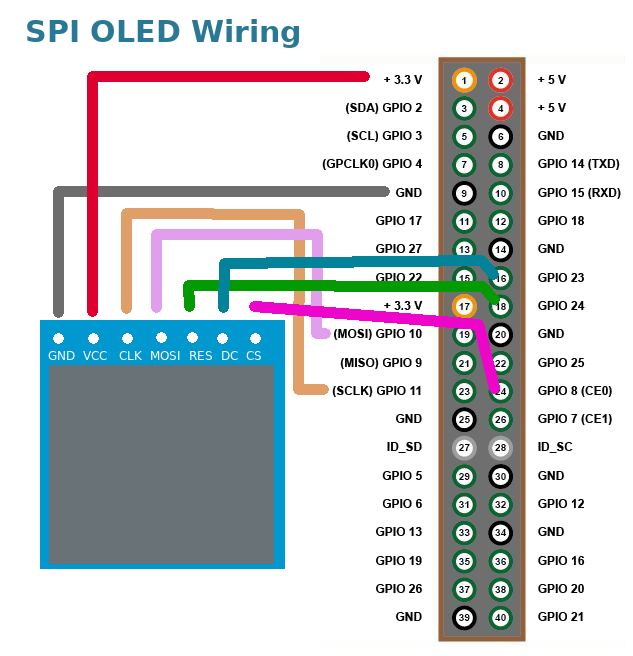 SPI OLED Wiring
+ 3.3 V 1 2 + 5 V
(SDA) GPIO 2 3 4 + 5 V
(SCL) GPIO 3 5 6 GND
(GPCLK0) GPIO 4 7 8 GPIO 14 (TXD)
GND 9 10 GPIO 15 (RXD)
GPIO 17 11 12 GPIO 18
GPIO 27 13 14 GND
GPIO 22 15 16 GPIO 23
+ 3.3 V 17 18 GPIO 24
(MOSI) GPIO 10 19 20 GND
GND VCC CLK MOSI RES DC CS
(MISO) GPIO 9 21 22 GPIO 25
(SCLK) GPIO 11 23 24 GPIO 8 (CE0)
GND 25 26 GPIO 7 (CE1)
ID_SD 27 28 ID_SC
GPIO 5 29 30 GND
GPIO 6 31 32 GPIO 12
GPIO 13 33 34 GND
GPIO 19 35 36 GPIO 16
GPIO 26 37 38 GPIO 20
GND 39 40 GPIO 21